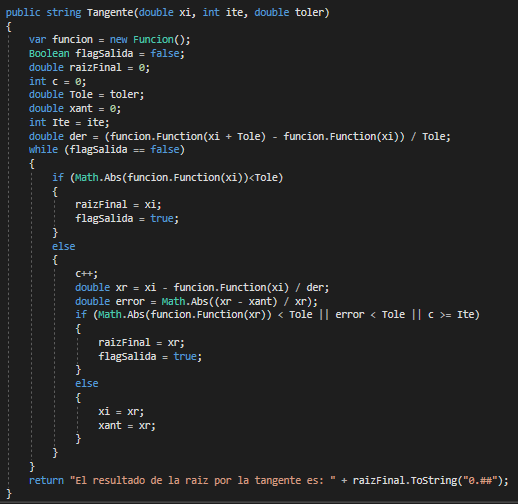 public string Tangente(double xi, int ite, double toler)
{
    var funcion = new Funcion();
    Boolean flagSalida = false;
    double raizFinal = 0;
    int c = 0;
    double Tole = toler;
    double xant = 0;
    int Ite = ite;
    double der = (funcion.Function(xi + Tole) - funcion.Function(xi)) / Tole;
    while (flagSalida == false)
    {
        if (Math.Abs(funcion.Function(xi))<Tole)
        {
            raizFinal = xi;
            flagSalida = true;
        }
        else
        {
            c++;
            double xr = xi - funcion.Function(xi) / der;
            double error = Math.Abs((xr - xant) / xr);
            if (Math.Abs(funcion.Function(xr)) < Tole || error < Tole || c >= Ite)
            {
                raizFinal = xr;
                flagSalida = true;
            }
            else
            {
                xi = xr;
                xant = xr;
            }
        }
    }
    return "El resultado de la raiz por la tangente es: " + raizFinal.ToString("0.##");
}